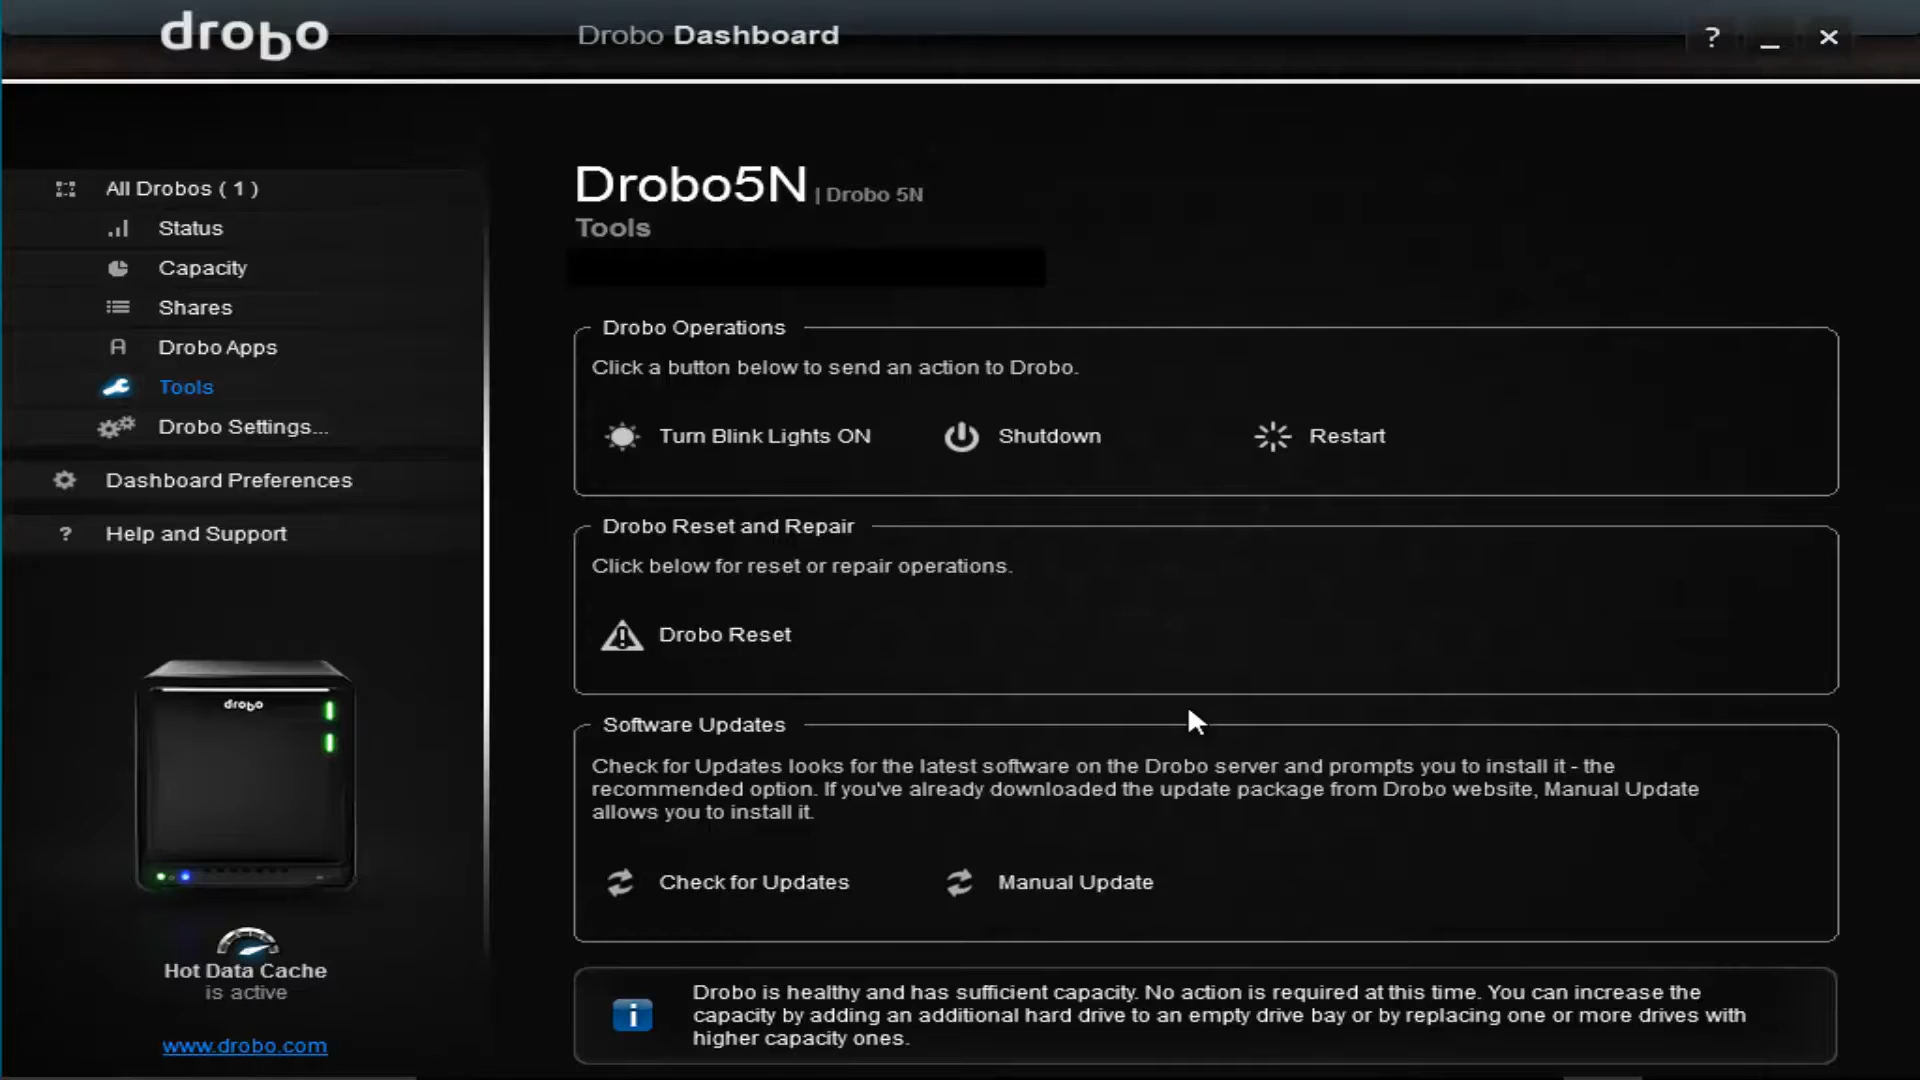 drobo
Drobo Dashboard
? _ ×
All Drobos ( 1 )
Status
Capacity
Shares
Drobo Apps
Tools
Drobo Settings...
Dashboard Preferences
? Help and Support
drobo
Hot Data Cache
is active
www.drobo.com
Drobo5N | Drobo 5N
Tools
Drobo Operations
Click a button below to send an action to Drobo.
Turn Blink Lights ON Shutdown Restart
Drobo Reset and Repair
Click below for reset or repair operations.
Drobo Reset
Software Updates
Check for Updates looks for the latest software on the Drobo server and prompts you to install it - the
recommended option. If you've already downloaded the update package from Drobo website, Manual Update
allows you to install it.
Check for Updates Manual Update
Drobo is healthy and has sufficient capacity. No action is required at this time. You can increase the
capacity by adding an additional hard drive to an empty drive bay or by replacing one or more drives with
higher capacity ones.